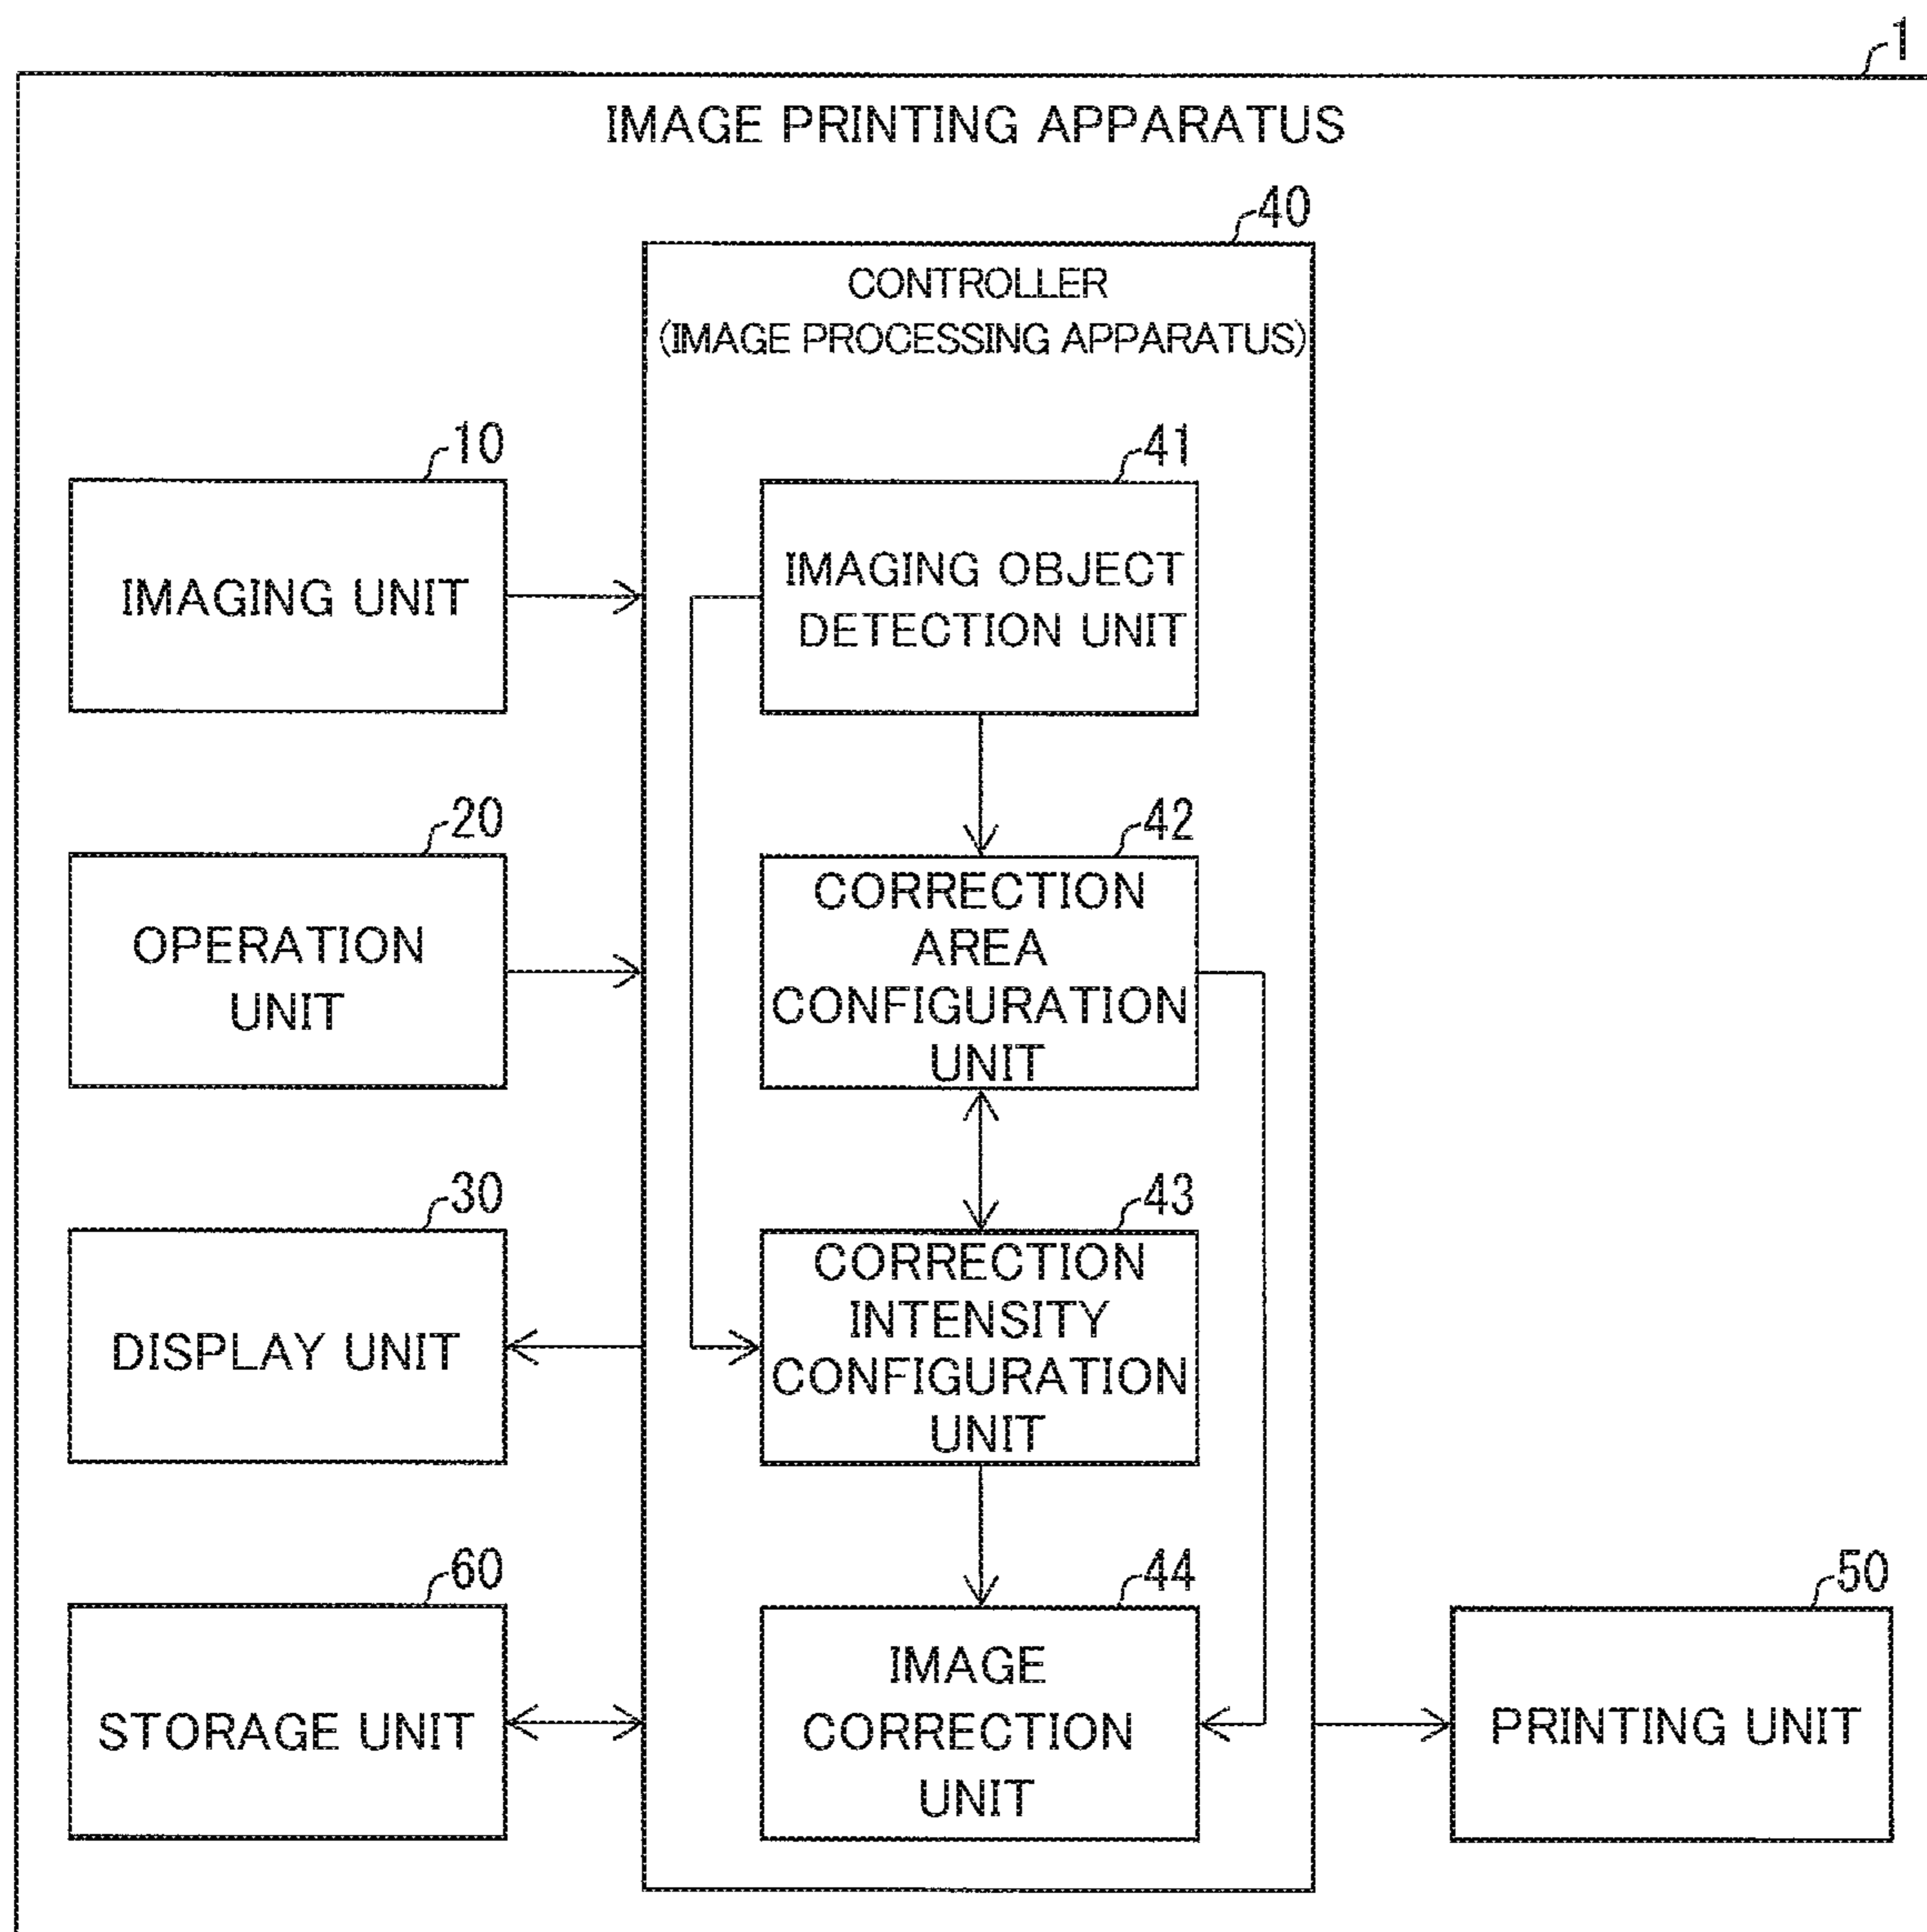 1
IMAGE PRINTING APPARATUS
40
CONTROLLER
(IMAGE PROCESSING APPARATUS)
10
IMAGING UNIT
41
IMAGING OBJECT
DETECTION UNIT
20
OPERATION
UNIT
42
CORRECTION
AREA
CONFIGURATION
UNIT
30
DISPLAY UNIT
43
CORRECTION
INTENSITY
CONFIGURATION
UNIT
60
STORAGE UNIT
44
IMAGE
CORRECTION
UNIT
50
PRINTING UNIT